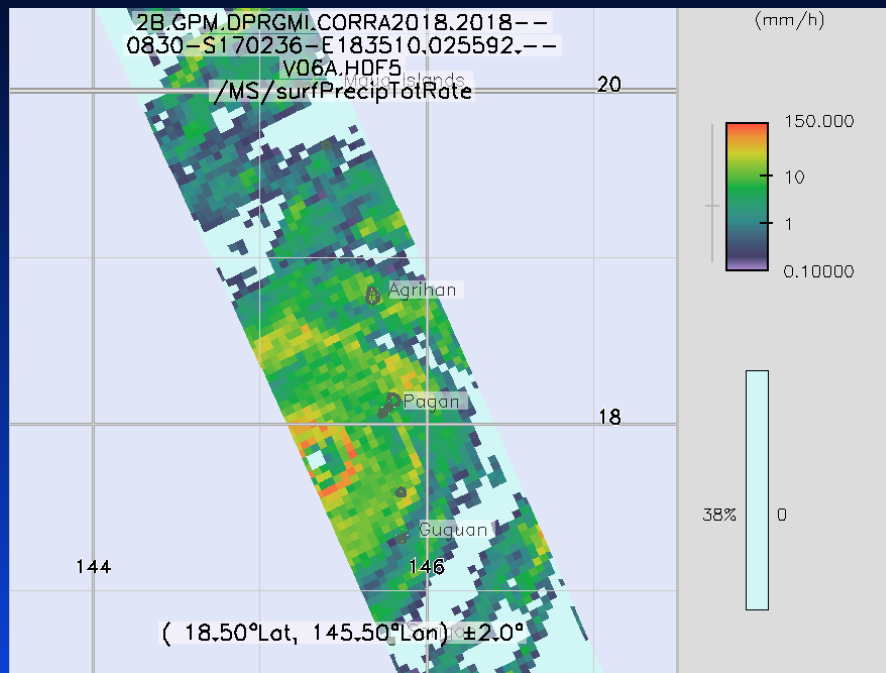 2B.GPM.DPRGMI.CORRA2018.2018--
0830-S170236-E183510.025592.--
V06A.HDF5
/MS/surfPrecipTotRate
Islands
20
Agrihan
Pagan
18
Guguan
144
146
( 18.50°Lat, 145.50°Lon) ±2.0°
(mm/h)
150.000
10
1
0.10000
38%
0